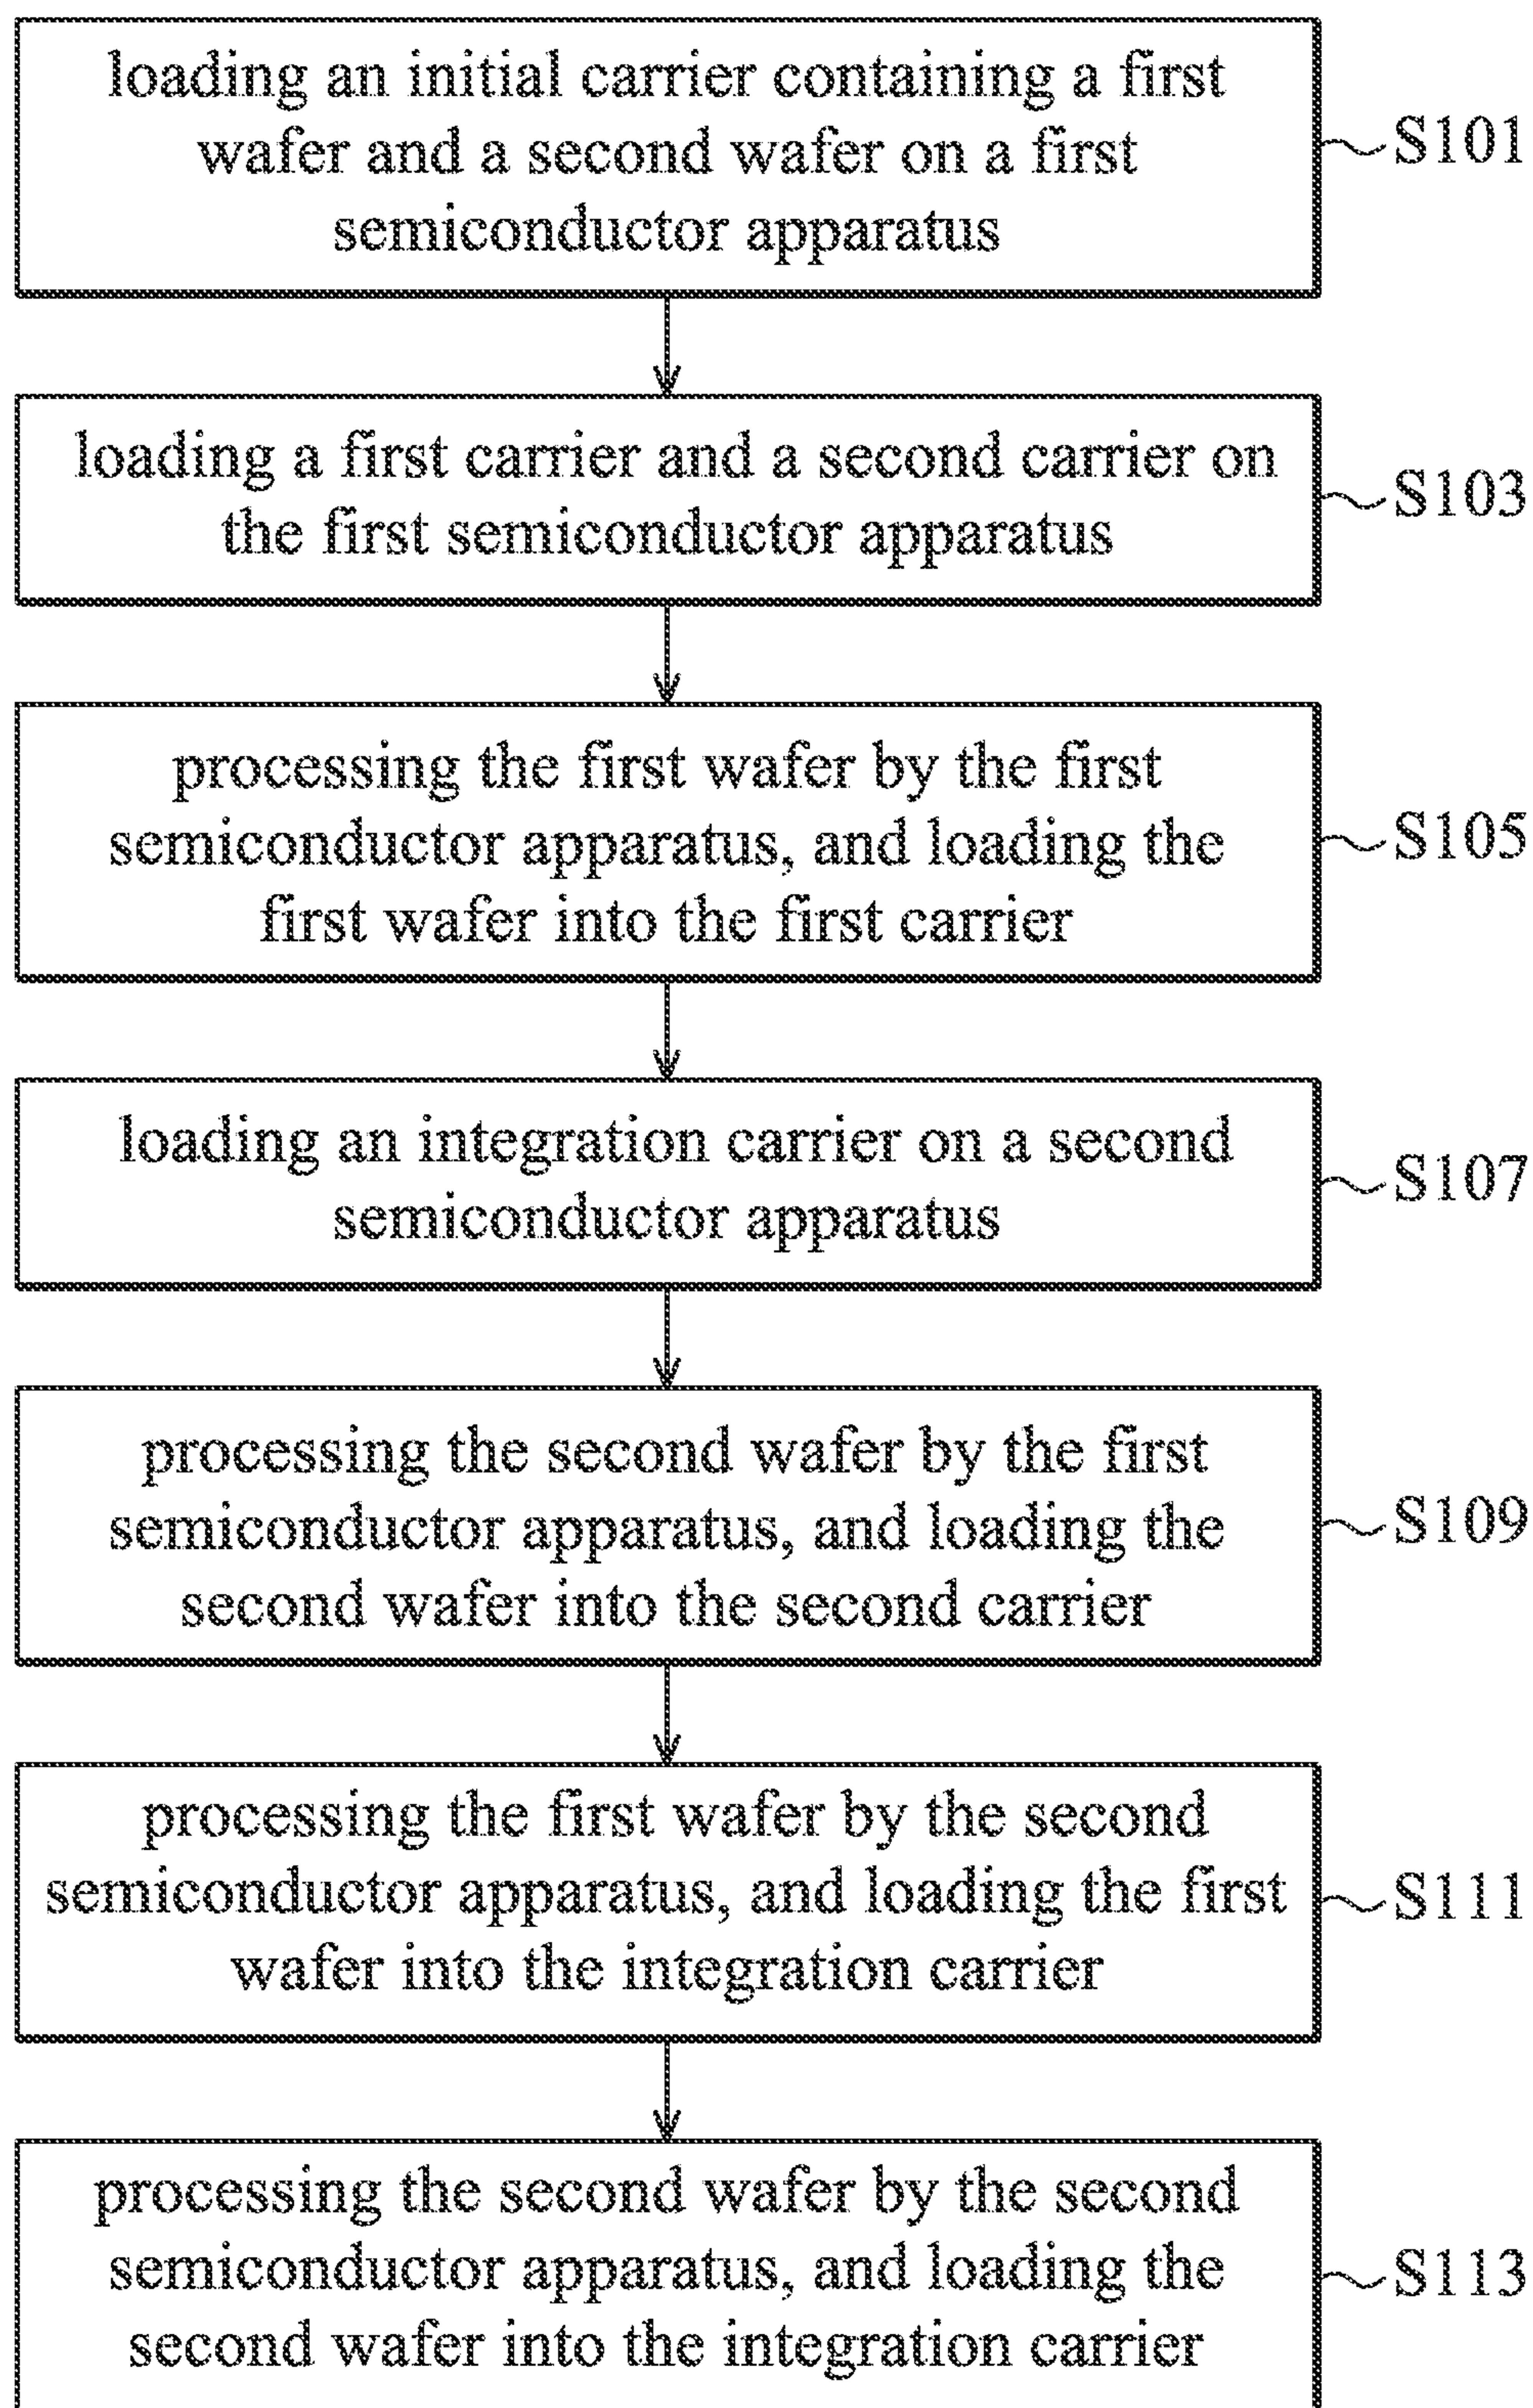 loading an initial carrier containing a first
wafer and a second wafer on a first
semiconductor apparatus
S101
loading a first carrier and a second carrier on
the first semiconductor apparatus
S103
processing the first wafer by the first
semiconductor apparatus, and loading the
first wafer into the first carrier
S105
loading an integration carrier on a second
semiconductor apparatus
S107
processing the second wafer by the first
semiconductor apparatus, and loading the
second wafer into the second carrier
S109
processing the first wafer by the second
semiconductor apparatus, and loading the first
wafer into the integration carrier
S111
processing the second wafer by the second
semiconductor apparatus, and loading the
second wafer into the integration carrier
S113